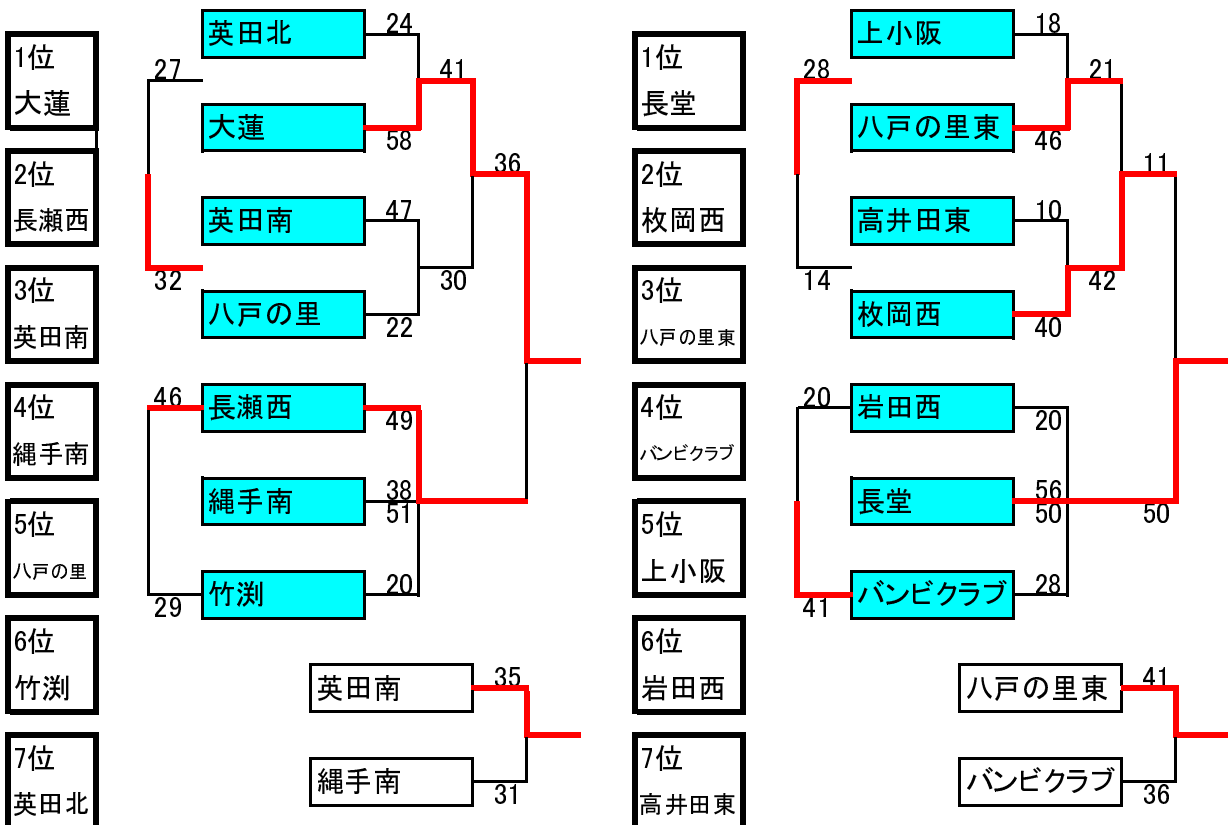 1位
大蓮
2位
長瀬西
3位
英田南
4位
縄手南
5位
八戸の里
6位
竹渕
7位
英田北
英田北
24
27
41
大蓮
58
36
英田南
47
32
30
八戸の里
22
46
長瀬西
49
縄手南
38
51
竹渕
20
29
英田南
35
縄手南
31
1位
長堂
2位
枚岡西
3位
八戸の里東
4位
バンビクラブ
5位
上小阪
6位
岩田西
7位
高井田東
上小阪
18
28
21
八戸の里東
46
11
高井田東
10
14
42
枚岡西
40
20
岩田西
20
長堂
56
50
50
バンビクラブ
28
41
八戸の里東
41
バンビクラブ
36